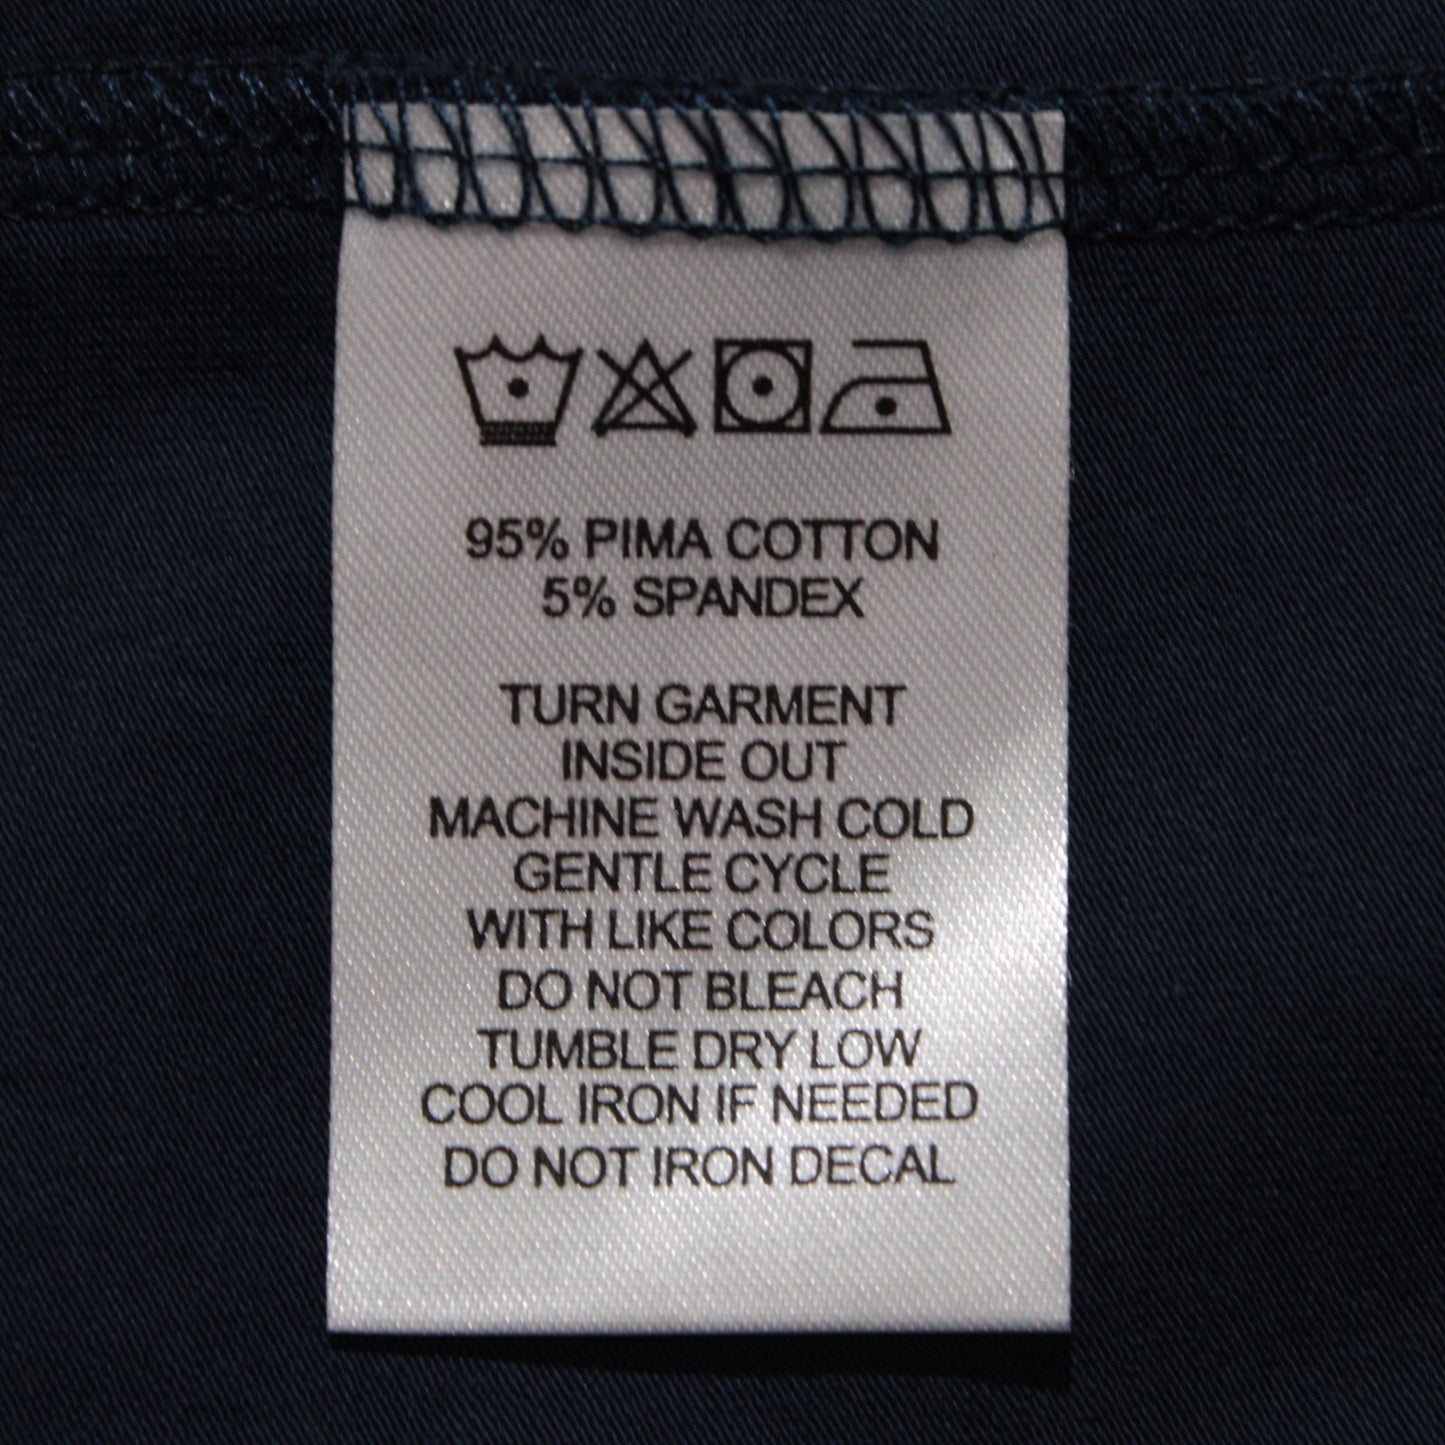 95% PIMA COTTON
5% SPANDEX
TURN GARMENT
INSIDE OUT
MACHINE WASH COLD
GENTLE CYCLE
WITH LIKE COLORS
DO NOT BLEACH
TUMBLE DRY LOW
COOL IRON IF NEEDED
DO NOT IRON DECAL